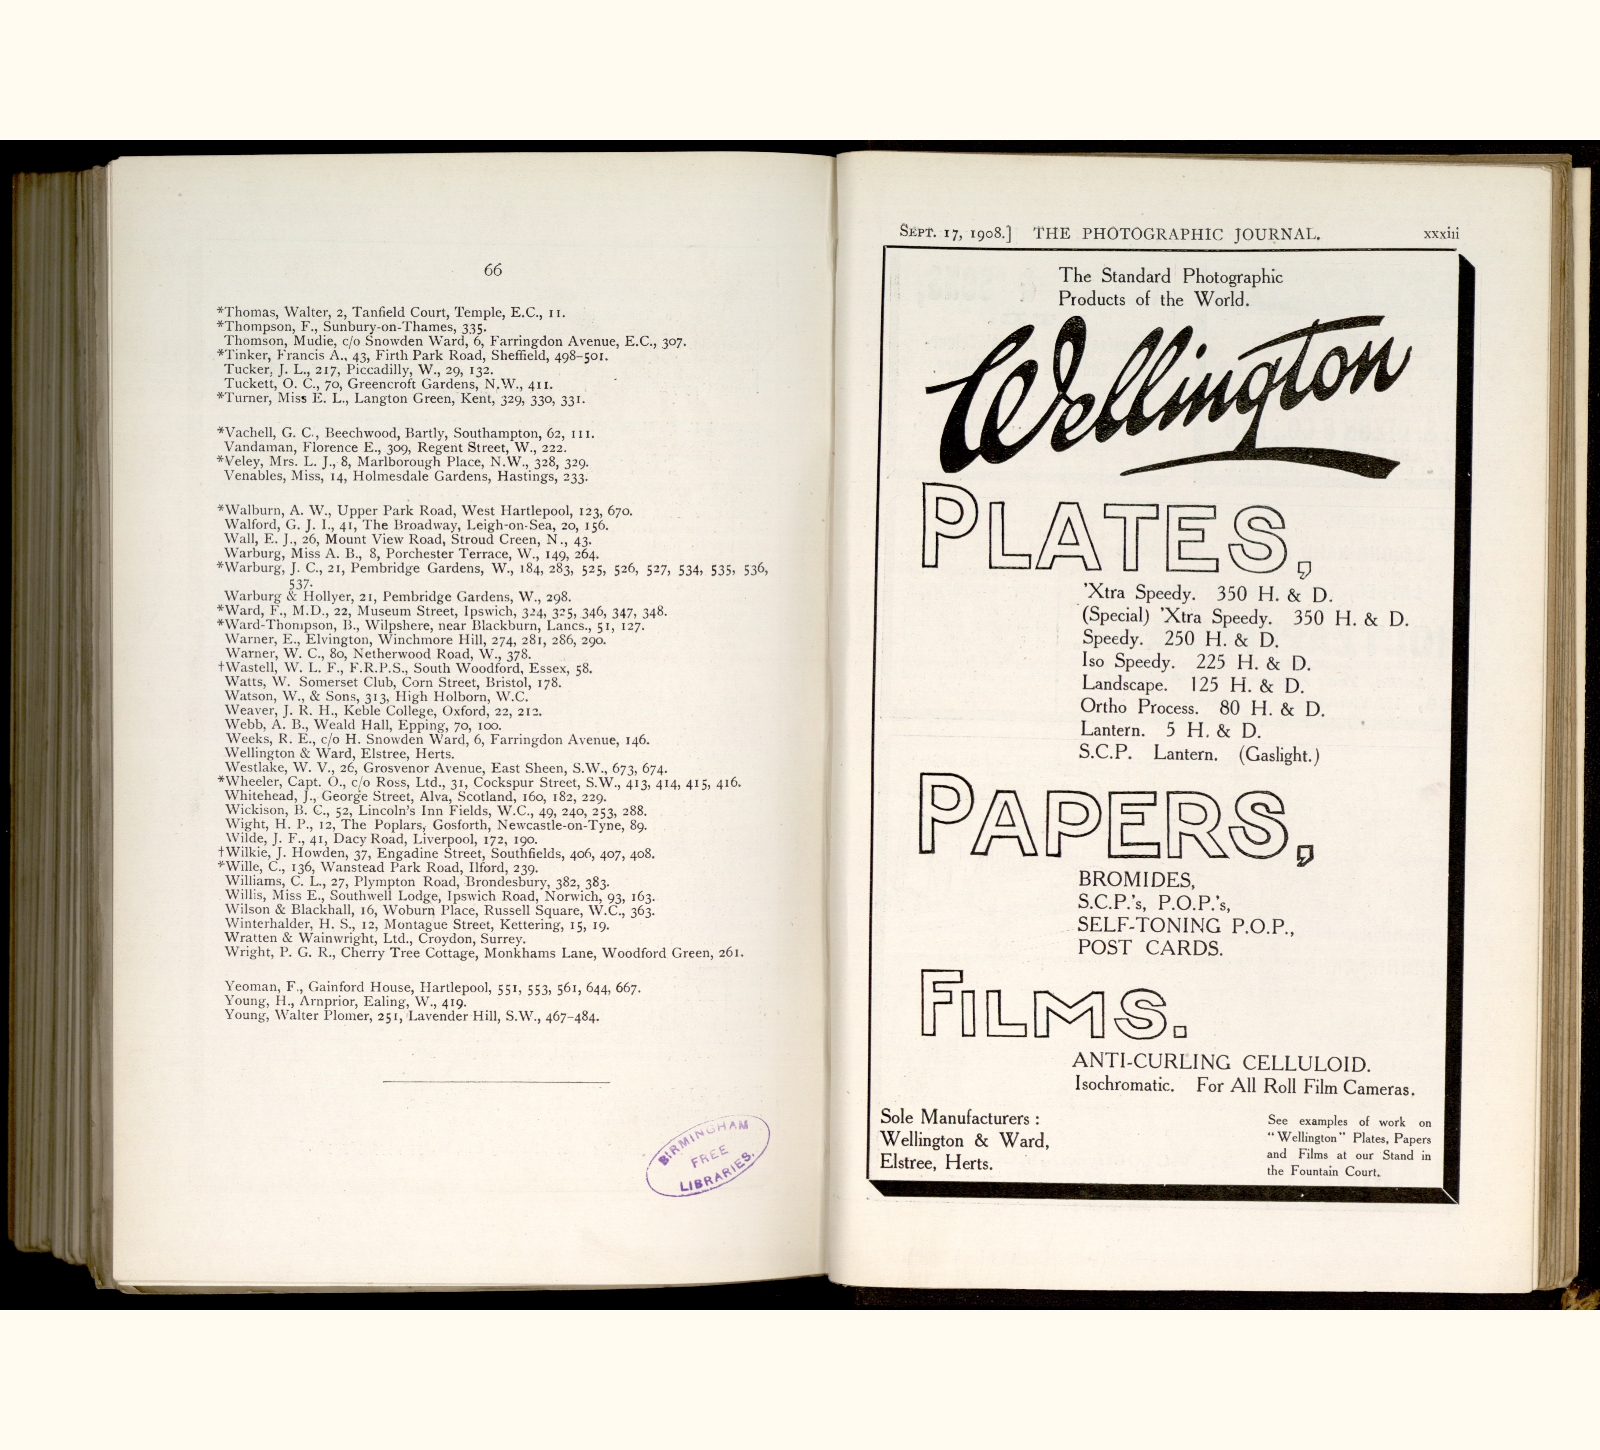 66
*Thomas, Walter, 2, Tanfield Court, Temple, E.C., 11.
*Thompson, F., Sunbury-on-Thames, 335.
Thomson, Mudie, c/o Snowden Ward, 6, Farringdon Avenue, E.C., 307.
*Tinker, Francis A., 43, Firth Park Road, Sheffield, 498-501.
Tucker, J. L., 217, Piccadilly, W., 29, 132.
Tuckett, O. C., 70, Greencroft Gardens, N.W., 411.
*Turner, Miss E. L., Langton Green, Kent, 329, 330, 331.
*Vachell, G. C., Beechwood, Bartly, Southampton, 62, 111.
Vandaman, Florence E., 309, Regent Street, W., 222.
*Veley, Mrs. L. J., 8, Marlborough Place, N.W., 328, 329.
Venables, Miss, 14, Holmesdale Gardens, Hastings, 233.
*Walburn, A. W., Upper Park Road, West Hartlepool, 123, 670.
Walford, G. J. I., 41, The Broadway, Leigh-on-Sea, 20, 156.
Wall, E. J., 26, Mount View Road, Stroud Creen, N., 43.
Warburg, Miss A. B., 8, Porchester Terrace, W., 149, 264.
*Warburg, J. C., 21, Pembridge Gardens, W., 184, 283, 525, 526, 527, 534, 535, 536,
537.
Warburg & Hollyer, 21, Pembridge Gardens, W., 298.
*Ward, F., M.D., 22, Museum Street, Ipswich, 324, 325, 346, 347, 348.
*Ward-Thompson, B., Wilpshere, near Blackburn, Lancs., 51, 127.
Warner, E., Elvington, Winchmore Hill, 274, 281, 286, 290.
Warner, W. C., 80, Netherwood Road, W., 378.
†Wastell, W. L. F., F.R.P.S., South Woodford, Essex, 58.
Watts, W. Somerset Club, Corn Street, Bristol, 178.
Watson, W., & Sons, 313, High Holborn, W.C.
Weaver, J. R. H., Keble College, Oxford, 22, 212.
Webb, A. B., Weald Hall, Epping, 70, 100.
Weeks, R. E., c/o H. Snowden Ward, 6, Farringdon Avenue, 146.
Wellington & Ward, Elstree, Herts.
Westlake, W. V., 26, Grosvenor Avenue, East Sheen, S.W., 673, 674.
*Wheeler, Capt. O., c/o Ross, Ltd., 31, Cockspur Street, S.W., 413, 414, 415, 416.
Whitehead, J., George Street, Alva, Scotland, 160, 182, 229.
Wickison, B. C., 52, Lincoln's Inn Fields, W.C., 49, 240, 253, 288.
Wight, H. P., 12, The Poplars, Gosforth, Newcastle-on-Tyne, 89.
Wilde, J. F., 41, Dacy Road, Liverpool, 172, 190.
†Wilkie, J. Howden, 37, Engadine Street, Southfields, 406, 407, 408.
*Wille, C., 136, Wanstead Park Road, Ilford, 239.
Williams, C. L., 27, Plympton Road, Brondesbury, 382, 383.
Willis, Miss E., Southwell Lodge, Ipswich Road, Norwich, 93, 163.
Wilson & Blackhall, 16, Woburn Place, Russell Square, W.C., 363.
Winterhalder, H. S., 12, Montague Street, Kettering, 15, 19.
Wratten & Wainwright, Ltd., Croydon, Surrey.
Wright, P. G. R., Cherry Tree Cottage, Monkhams Lane, Woodford Green, 261.
Yeoman, F., Gainford House, Hartlepool, 551, 553, 561, 644, 667.
Young, H., Arnprior, Ealing, W., 419.
Young, Walter Plomer, 251, Lavender Hill, S.W., 467-484.
BIRMINGHAM
FREE
LIBRARIES.
SEPT. 17, 1908.] THE PHOTOGRAPHIC JOURNAL. xxxiii
The Standard Photographic
Products of the World.
Wellington
PLATES,
'Xtra Speedy. 350 H. & D.
(Special) 'Xtra Speedy. 350 H. & D.
Speedy. 250 H. & D.
Iso Speedy. 225 H. & D.
Landscape. 125 H. & D.
Ortho Process. 80 H. & D.
Lantern. 5 H. & D.
S.C.P. Lantern. (Gaslight.)
PAPERS,
BROMIDES,
S.C.P.'s, P.O.P.'s,
SELF-TONING P.O.P.,
POST CARDS.
FILMS.
ANTI-CURLING CELLULOID.
Isochromatic. For All Roll Film Cameras.
Sole Manufacturers :
Wellington & Ward,
Elstree, Herts.
See examples of work on
"Wellington" Plates, Papers
and Films at our Stand in
the Fountain Court.